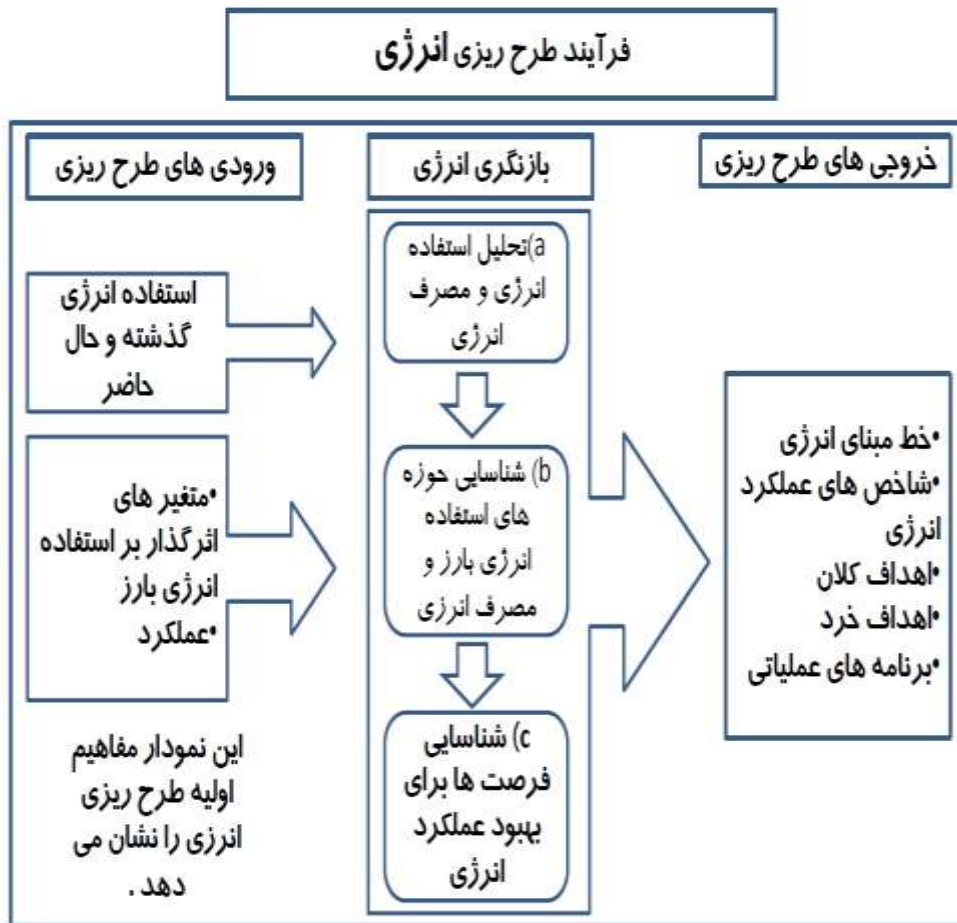 فرآیند طرح ریزی انرژی
ورودی های طرح ریزی
بازنگری انرژی
خروجی های طرح ریزی
استفاده انرژی
گذشته و حال
حاضر
•متغیر های
اثرگذار بر استفاده
انرژی بارز
•عملکرد
این نمودار مفاهیم
اولیه طرح ریزی
انرزی را نشان می
دهد .
a)تحلیل استفاده
انرژی و مصرف
انرژی
b) شناسایی حوزه
های استفاده
انرژی بارز و
مصرف انرزی
c) شناسایی
فرصت ها برای
بهبود عملکرد
انرژی
•خط مبنای انرژی
•شاخص های عملکرد
انرژی
•اهداف کلان
•اهداف خرد
•برنامه های عملیاتی